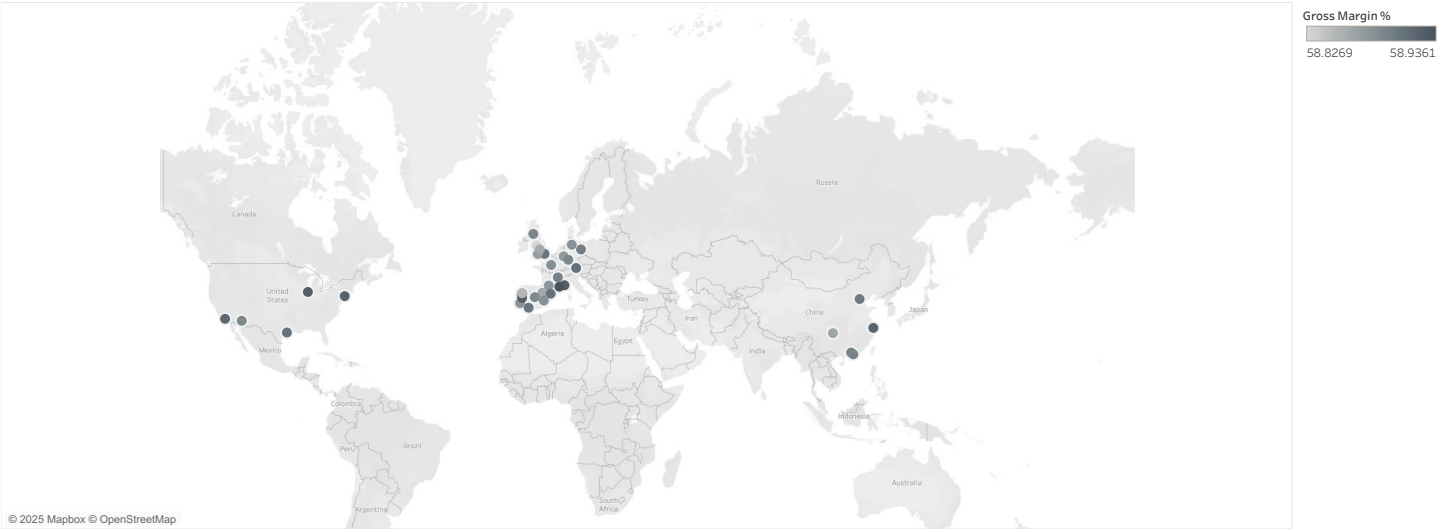 Gross Margin %
58.8269 58.9361
Russia
Canada
United
States
Turkey
China
Japan
Iran
Algeria
Egypt
Mexico
India
Colombia
Indonesia
Peru
Brazil
Australia
South
Africa
Argentina
© 2025 Mapbox © OpenStreetMap